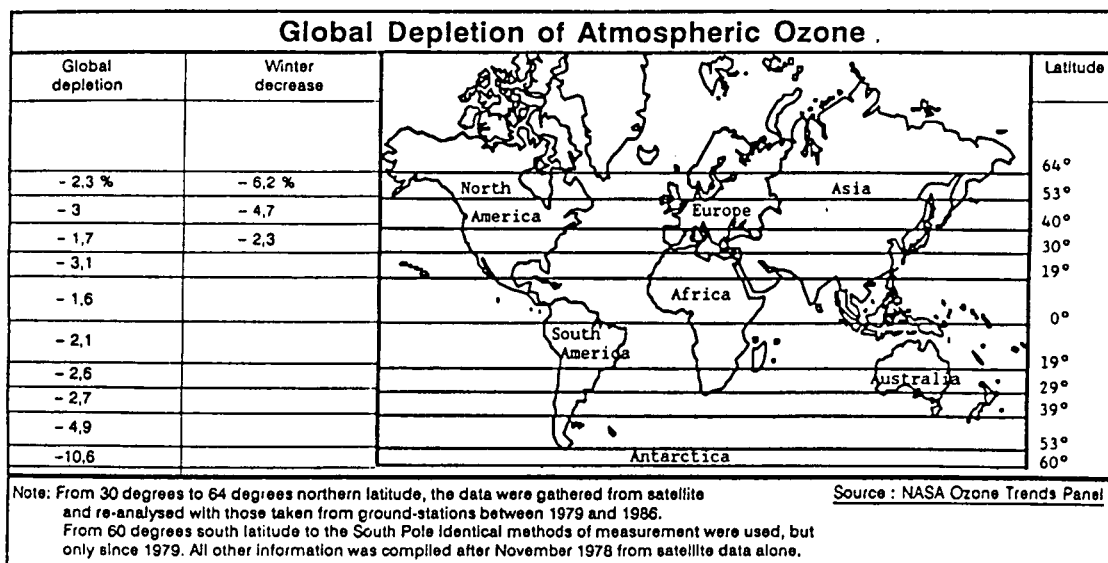 Global Depletion of Atmospheric Ozone
Global depletion
Winter decrease
Latitude
64°
- 2.3 % - 6,2 %
North Asia
53°
- 3 - 4,7
America Europe
40°
- 1,7 - 2,3
30°
- 3,1
19°
- 1,6
Africa
0°
- 2,1
South
America
19°
- 2,6
Australia
29°
- 2,7
39°
- 4,9
53°
-10,6
Antarctica
60°
Note: From 30 degrees to 64 degrees northern latitude, the data were gathered from satellite
and re-analysed with those taken from ground-stations between 1979 and 1986.
From 60 degrees south latitude to the South Pole identical methods of measurement were used, but
only since 1979. All other information was compiled after November 1978 from satellite data alone.
Source : NASA Ozone Trends Panel